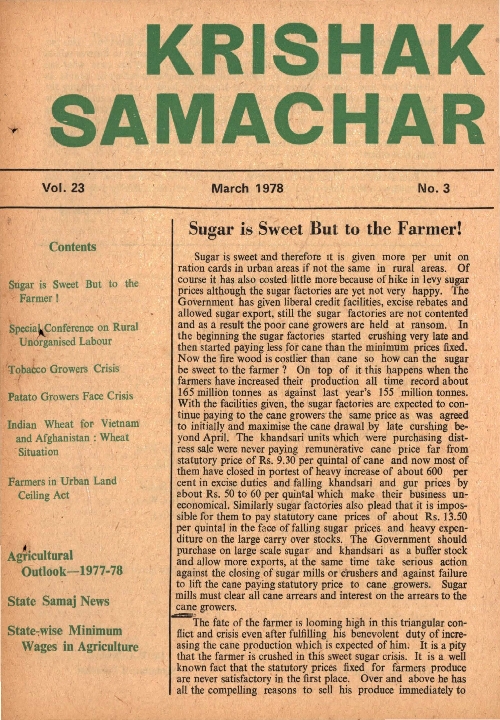 KRISHAK
SAMACHAR
Vol. 23 March 1978 No. 3
Contents
Sugar is Sweet But to the
Farmer !
Special Conference on Rural
Unorganised Labour
Tobacco Growers Crisis
Patato Growers Face Crisis
Indian Wheat for Vietnam
and Afghanistan : Wheat
Situation
Farmers in Urban Land
Ceiling Act
Agricultural
Outlook—1977-78
State Samaj News
State-wise Minimum
Wages in Agriculture
Sugar is Sweet But to the Farmer!
Sugar is sweet and therefore it is given more per unit on
ration cards in urban areas if not the same in rural areas. Of
course it has also costed little more because of hike in levy sugar
prices although the sugar factories are yet not very happy. The
Government has given liberal credit facilities, excise rebates and
allowed sugar export, still the sugar factories are not contented
and as a result the poor cane growers are held at ransom. In
the beginning the sugar factories started crushing very late and
then started paying less for cane than the minimum prices fixed.
Now the fire wood is costlier than cane so how can the sugar
be sweet to the farmer ? On top of it this happens when the
farmers have increased their production all time record about
165 million tonnes as against last year's 155 million tonnes.
With the facilities given, the sugar factories are expected to con-
tinue paying to the cane growers the same price as was agreed
to initially and maximise the cane drawal by late curshing be-
yond April. The khandsari units which were purchasing dist-
ress sale were never paying remunerative cane price far from
statutory price of Rs. 9.30 per quintal of cane and now most of
them have closed in portest of heavy increase of about 600 per
cent in excise duties and falling khandsari and gur prices by
about Rs. 50 to 60 per quintal which make their business un-
economical. Similarly sugar factories also plead that it is impos-
sible for them to pay statutory cane prices of about Rs. 13.50
per quintal in the face of falling sugar prices and heavy expen-
diture on the large carry over stocks. The Government should
purchase on large scale sugar and khandsari as a buffer stock
and allow more exports, at the same time take serious action
against the closing of sugar mills or crushers and against failure
to lift the cane paying statutory price to cane growers. Sugar
mills must clear all cane arrears and interest on the arrears to the
cane growers.
The fate of the farmer is looming high in this triangular con-
flict and crisis even after fulfilling his benevolent duty of incre-
asing the cane production which is expected of him. It is a pity
that the farmer is crushed in this sweet sugar crisis. It is a well
known fact that the statutory prices fixed for farmers produce
are never satisfactory in the first place. Over and above he has
all the compelling reasons to sell his produce immediately to